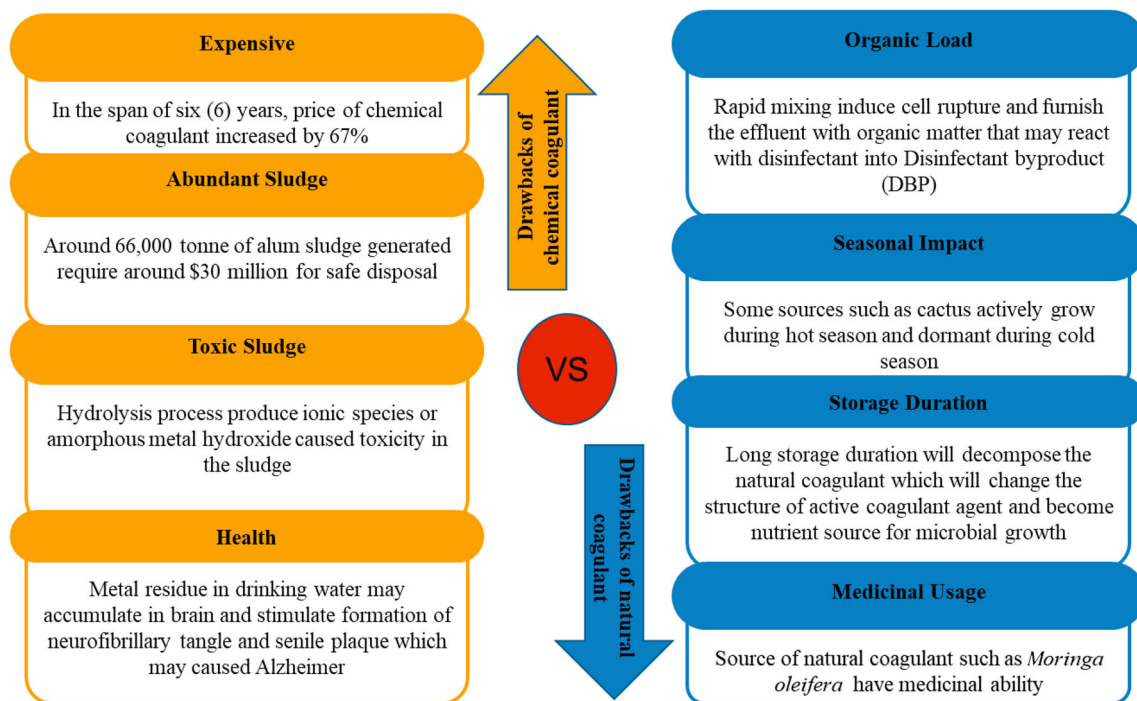 Expensive
In the span of six (6) years, price of chemical
coagulant increased by 67%
Abundant Sludge
Around 66,000 tonne of alum sludge generated
require around $30 million for safe disposal
Toxic Sludge
Hydrolysis process produce ionic species or
amorphous metal hydroxide caused toxicity in
the sludge
Health
Metal residue in drinking water may
accumulate in brain and stimulate formation of
neurofibrillary tangle and senile plaque which
may caused Alzheimer
Drawbacks of
chemical coagulant
VS
Drawbacks of natural
coagulant
Organic Load
Rapid mixing induce cell rupture and furnish
the effluent with organic matter that may react
with disinfectant into Disinfectant byproduct
(DBP)
Seasonal Impact
Some sources such as cactus actively grow
during hot season and dormant during cold
season
Storage Duration
Long storage duration will decompose the
natural coagulant which will change the
structure of active coagulant agent and become
nutrient source for microbial growth
Medicinal Usage
Source of natural coagulant such as Moringa
oleifera have medicinal ability